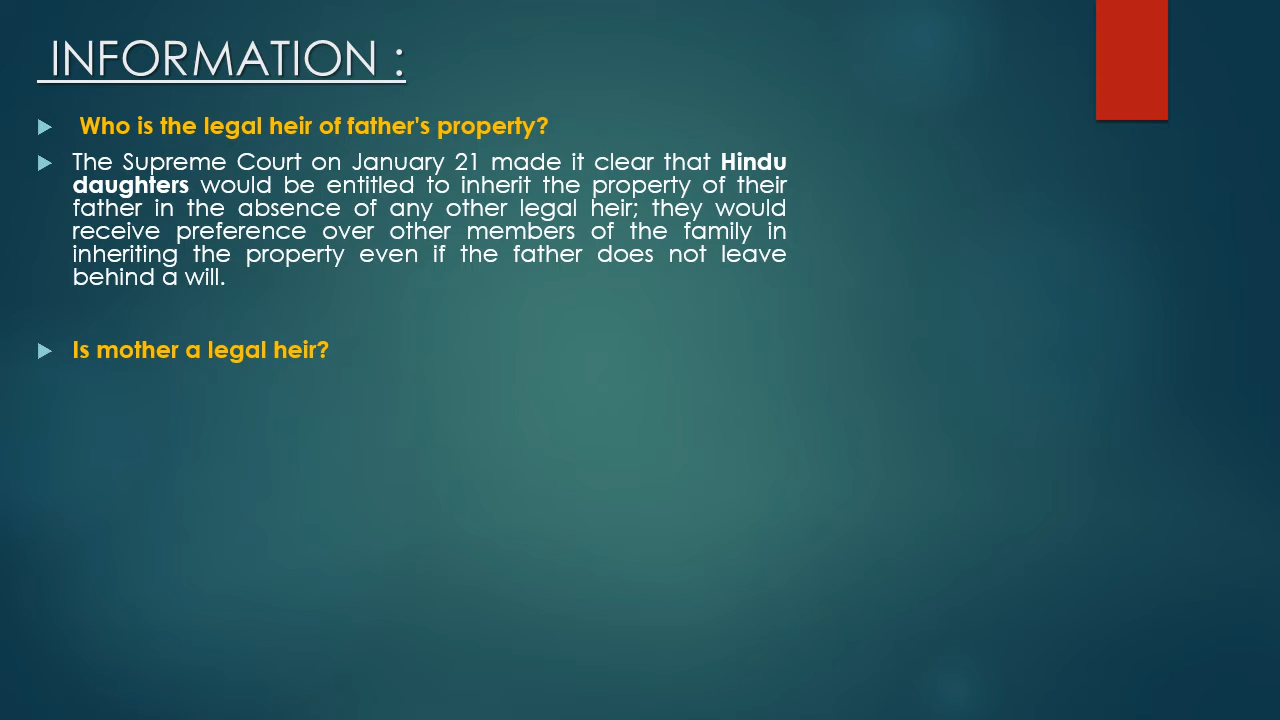 INFORMATION :
Who is the legal heir of father's property?
The Supreme Court on January 21 made it clear that Hindu
daughters would be entitled to inherit the property of their
father in the absence of any other legal heir; they would
receive preference over other members of the family in
inheriting the property even if the father does not leave
behind a will.
Is mother a legal heir?